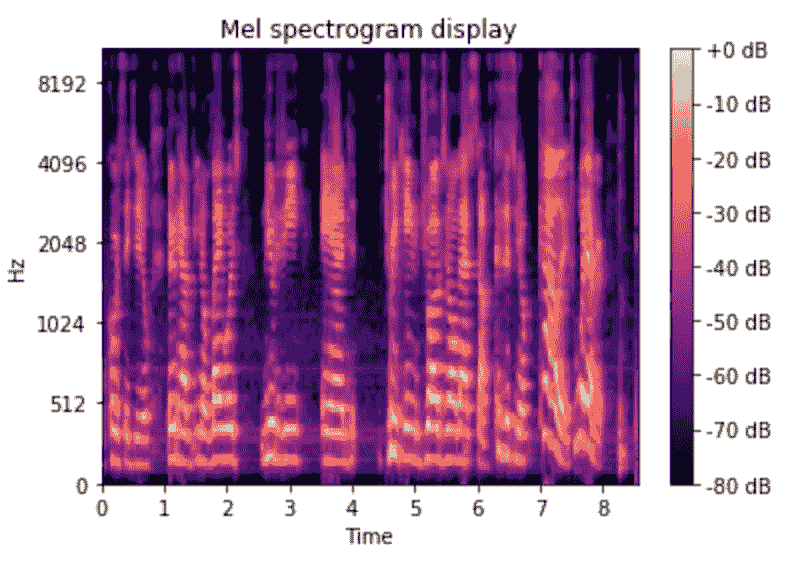 Mel spectrogram display
8192
4096
2048
1024
512
0
Hz
0 1 2 3 4 5 6 7 8
Time
+0 dB
-10 dB
-20 dB
-30 dB
-40 dB
-50 dB
-60 dB
-70 dB
-80 dB